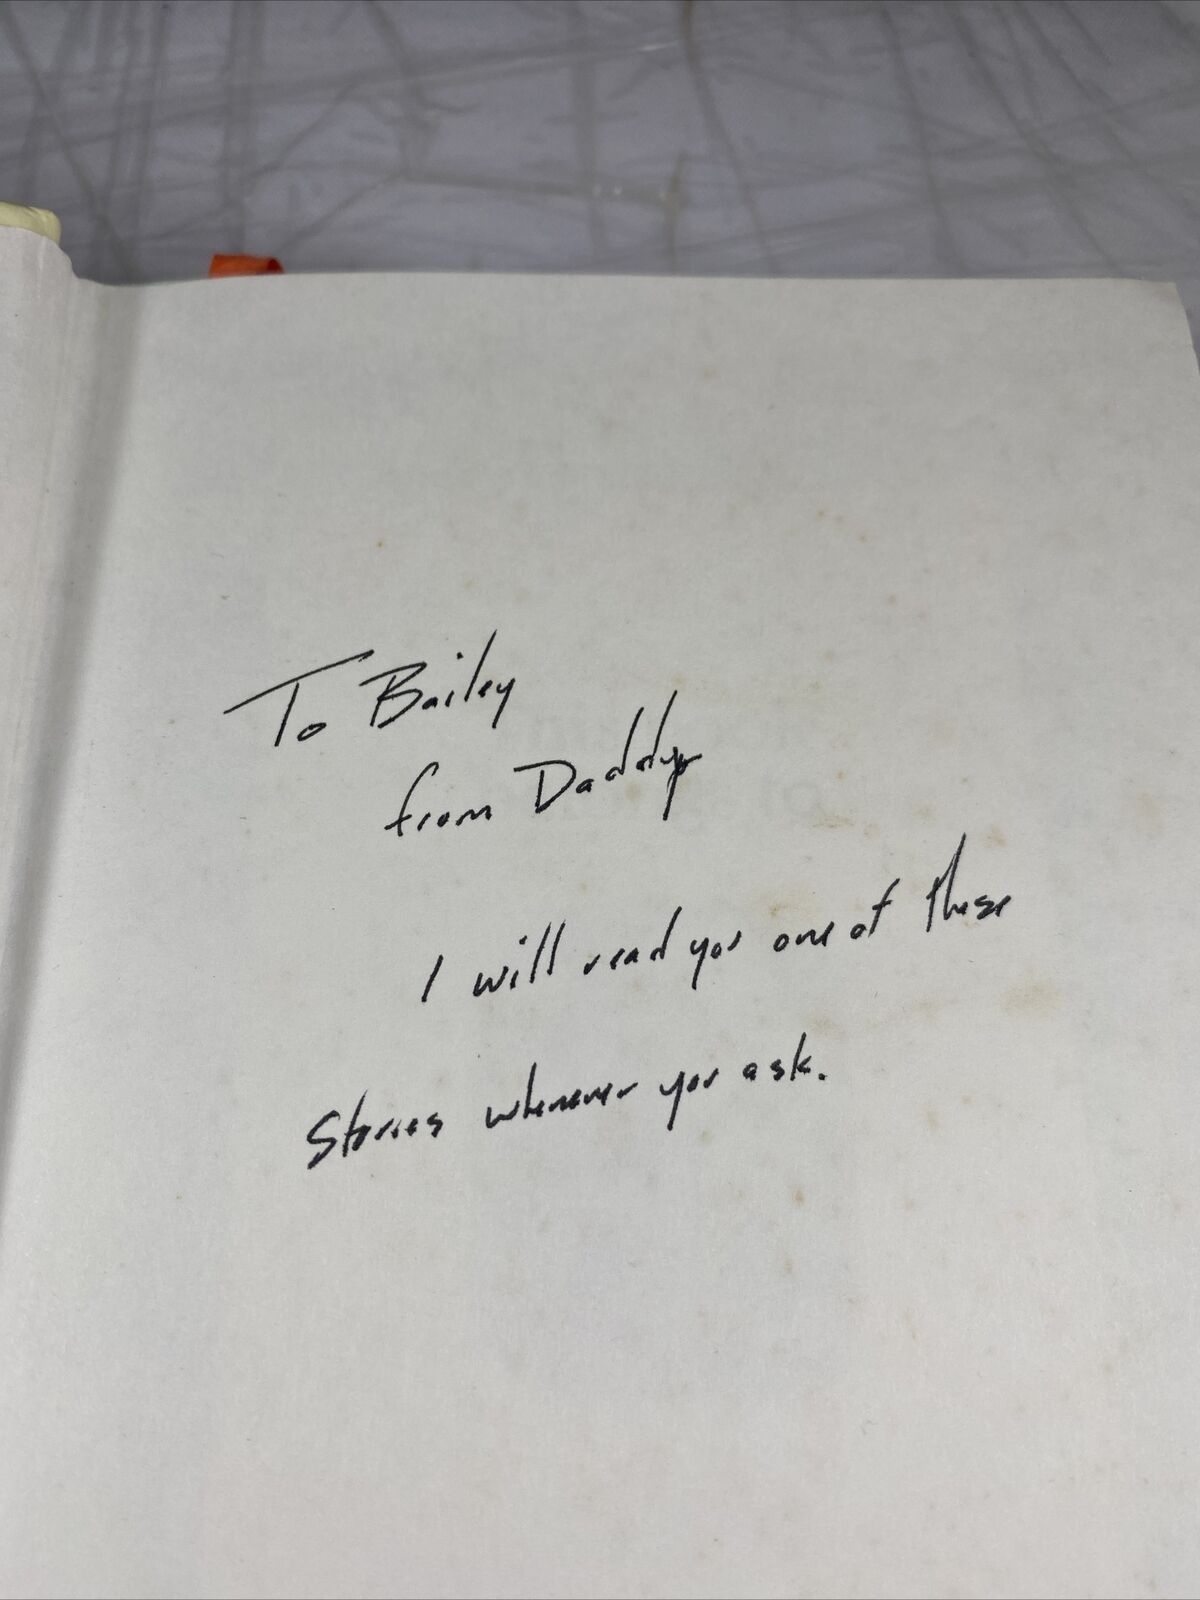 To Bailey
from Daddy
I will read you one of these
Stories whenever you ask.